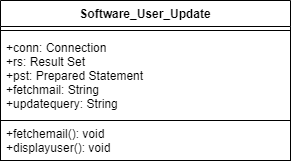 Software_User_Update
+conn: Connection
+rs: Result Set
+pst: Prepared Statement
+fetchmail: String
+updatequery: String
+fetchemail(): void
+displayuser(): void